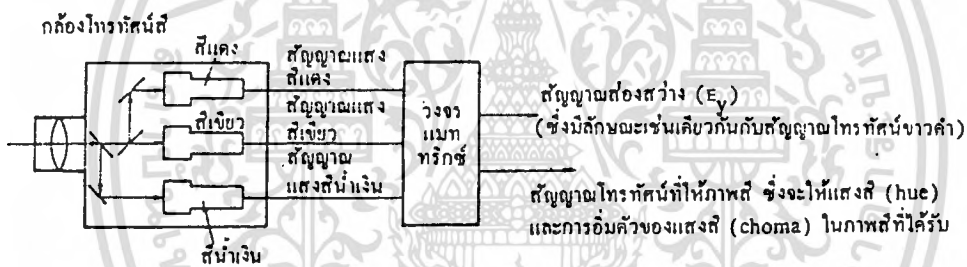 กล้องโทรทัศน์สี
สีแดง
สัญญาณแสง
สีแดง
สัญญาณแสง
สีเขียว
สีเขียว
สัญญาณ
แสงสีน้ำเงิน
สีน้ำเงิน
วงจร
แมท
ทริกซ์
สัญญาณส่องสว่าง (Ey)
(ซึ่งมีลักษณะเช่นเดียวกันกับสัญญาณโทรทัศน์ขาวดำ)
สัญญาณโทรทัศน์ที่ให้ภาพสี ซึ่งจะให้แสงสี (hue)
และการอิ่มตัวของแสงสี (choma) ในภาพสีที่ได้รับ